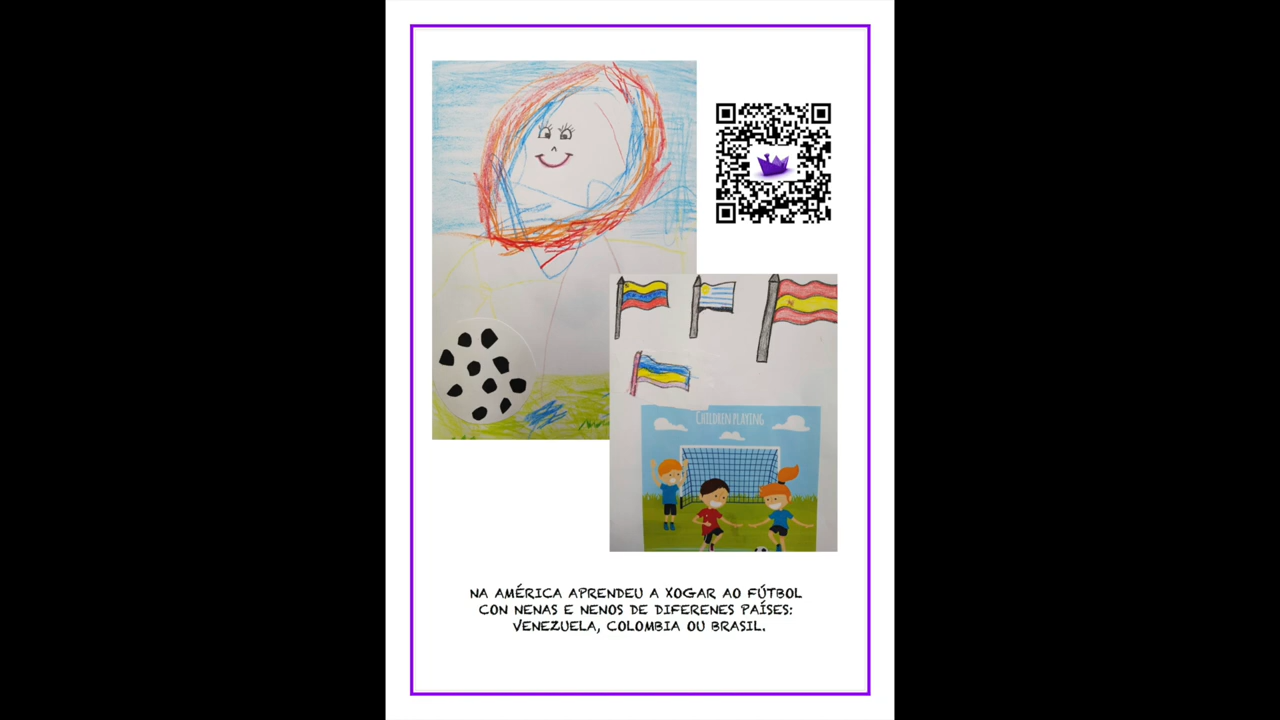 CHILDREN PLAYING
NA AMÉRICA APRENDEU A XOGAR AO FÚTBOL
CON NENAS E NENOS DE DIFERENES PAÍSES:
VENEZUELA, COLOMBIA OU BRASIL.